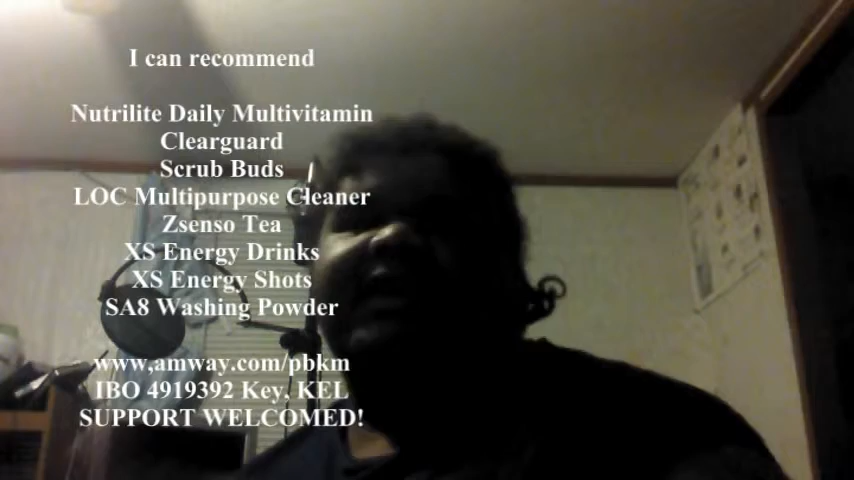 I can recommend
Nutrilite Daily Multivitamin
Clearguard
Scrub Buds
LOC Multipurpose Cleaner
Zsenso Tea
XS Energy Drinks
XS Energy Shots
SA8 Washing Powder
www,amway.com/pbkm
IBO 4919392 Key, KEL
SUPPORT WELCOMED!